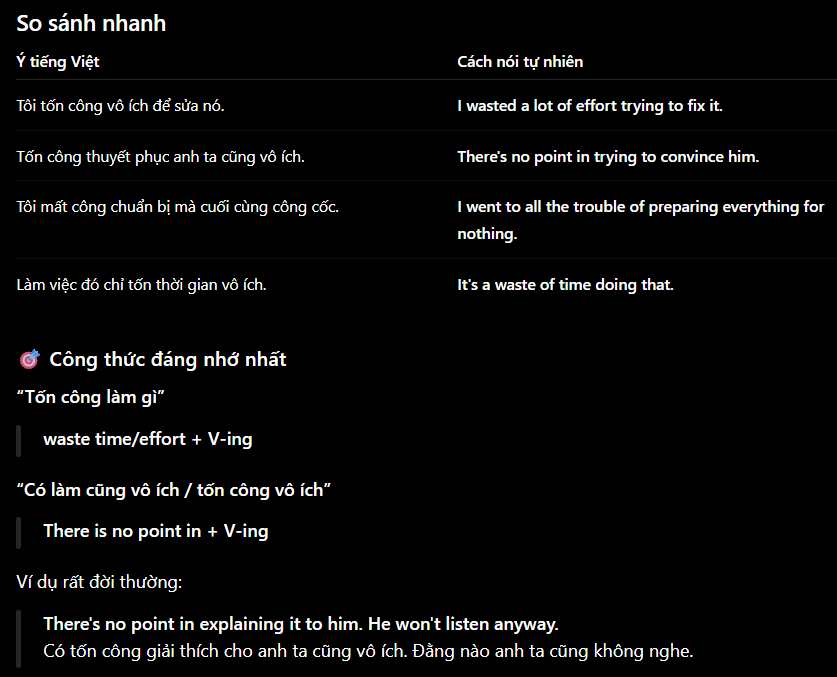 So sánh nhanh
Ý tiếng Việt
Cách nói tự nhiên
Tôi tốn công vô ích để sửa nó.
I wasted a lot of effort trying to fix it.
Tốn công thuyết phục anh ta cũng vô ích.
There's no point in trying to convince him.
Tôi mất công chuẩn bị mà cuối cùng công cốc.
I went to all the trouble of preparing everything for
nothing.
Làm việc đó chỉ tốn thời gian vô ích.
It's a waste of time doing that.
🎯 Công thức đáng nhớ nhất
“Tốn công làm gì”
waste time/effort + V-ing
“Có làm cũng vô ích / tốn công vô ích”
There is no point in + V-ing
Ví dụ rất đời thường:
There's no point in explaining it to him. He won't listen anyway.
Có tốn công giải thích cho anh ta cũng vô ích. Đằng nào anh ta cũng không nghe.